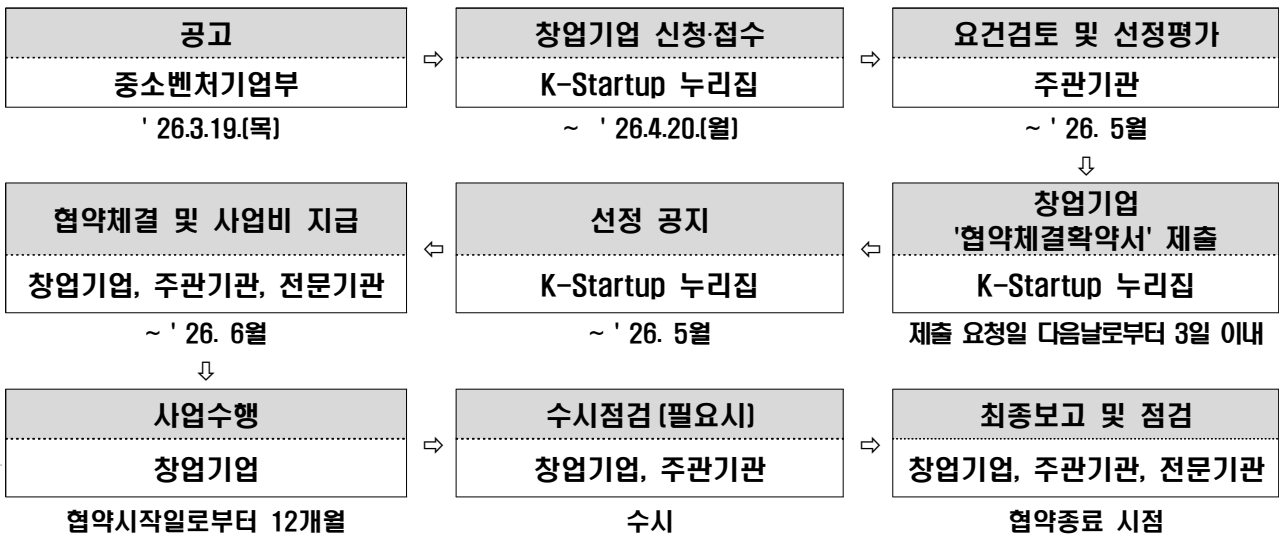 공고
중소벤처기업부
' 26.3.19.(목)
⇨
창업기업 신청·접수
K-Startup 누리집
~ ' 26.4.20.(월)
⇨
요건검토 및 선정평가
주관기관
~ ' 26. 5월
⇩
창업기업
'협약체결확약서' 제출
K-Startup 누리집
제출 요청일 다음날로부터 3일 이내
⇦
선정 공지
K-Startup 누리집
~ ' 26. 5월
⇦
협약체결 및 사업비 지급
창업기업, 주관기관, 전문기관
~ ' 26. 6월
⇩
사업수행
창업기업
협약시작일로부터 12개월
⇨
수시점검(필요시)
창업기업, 주관기관
수시
⇨
최종보고 및 점검
창업기업, 주관기관, 전문기관
협약종료 시점